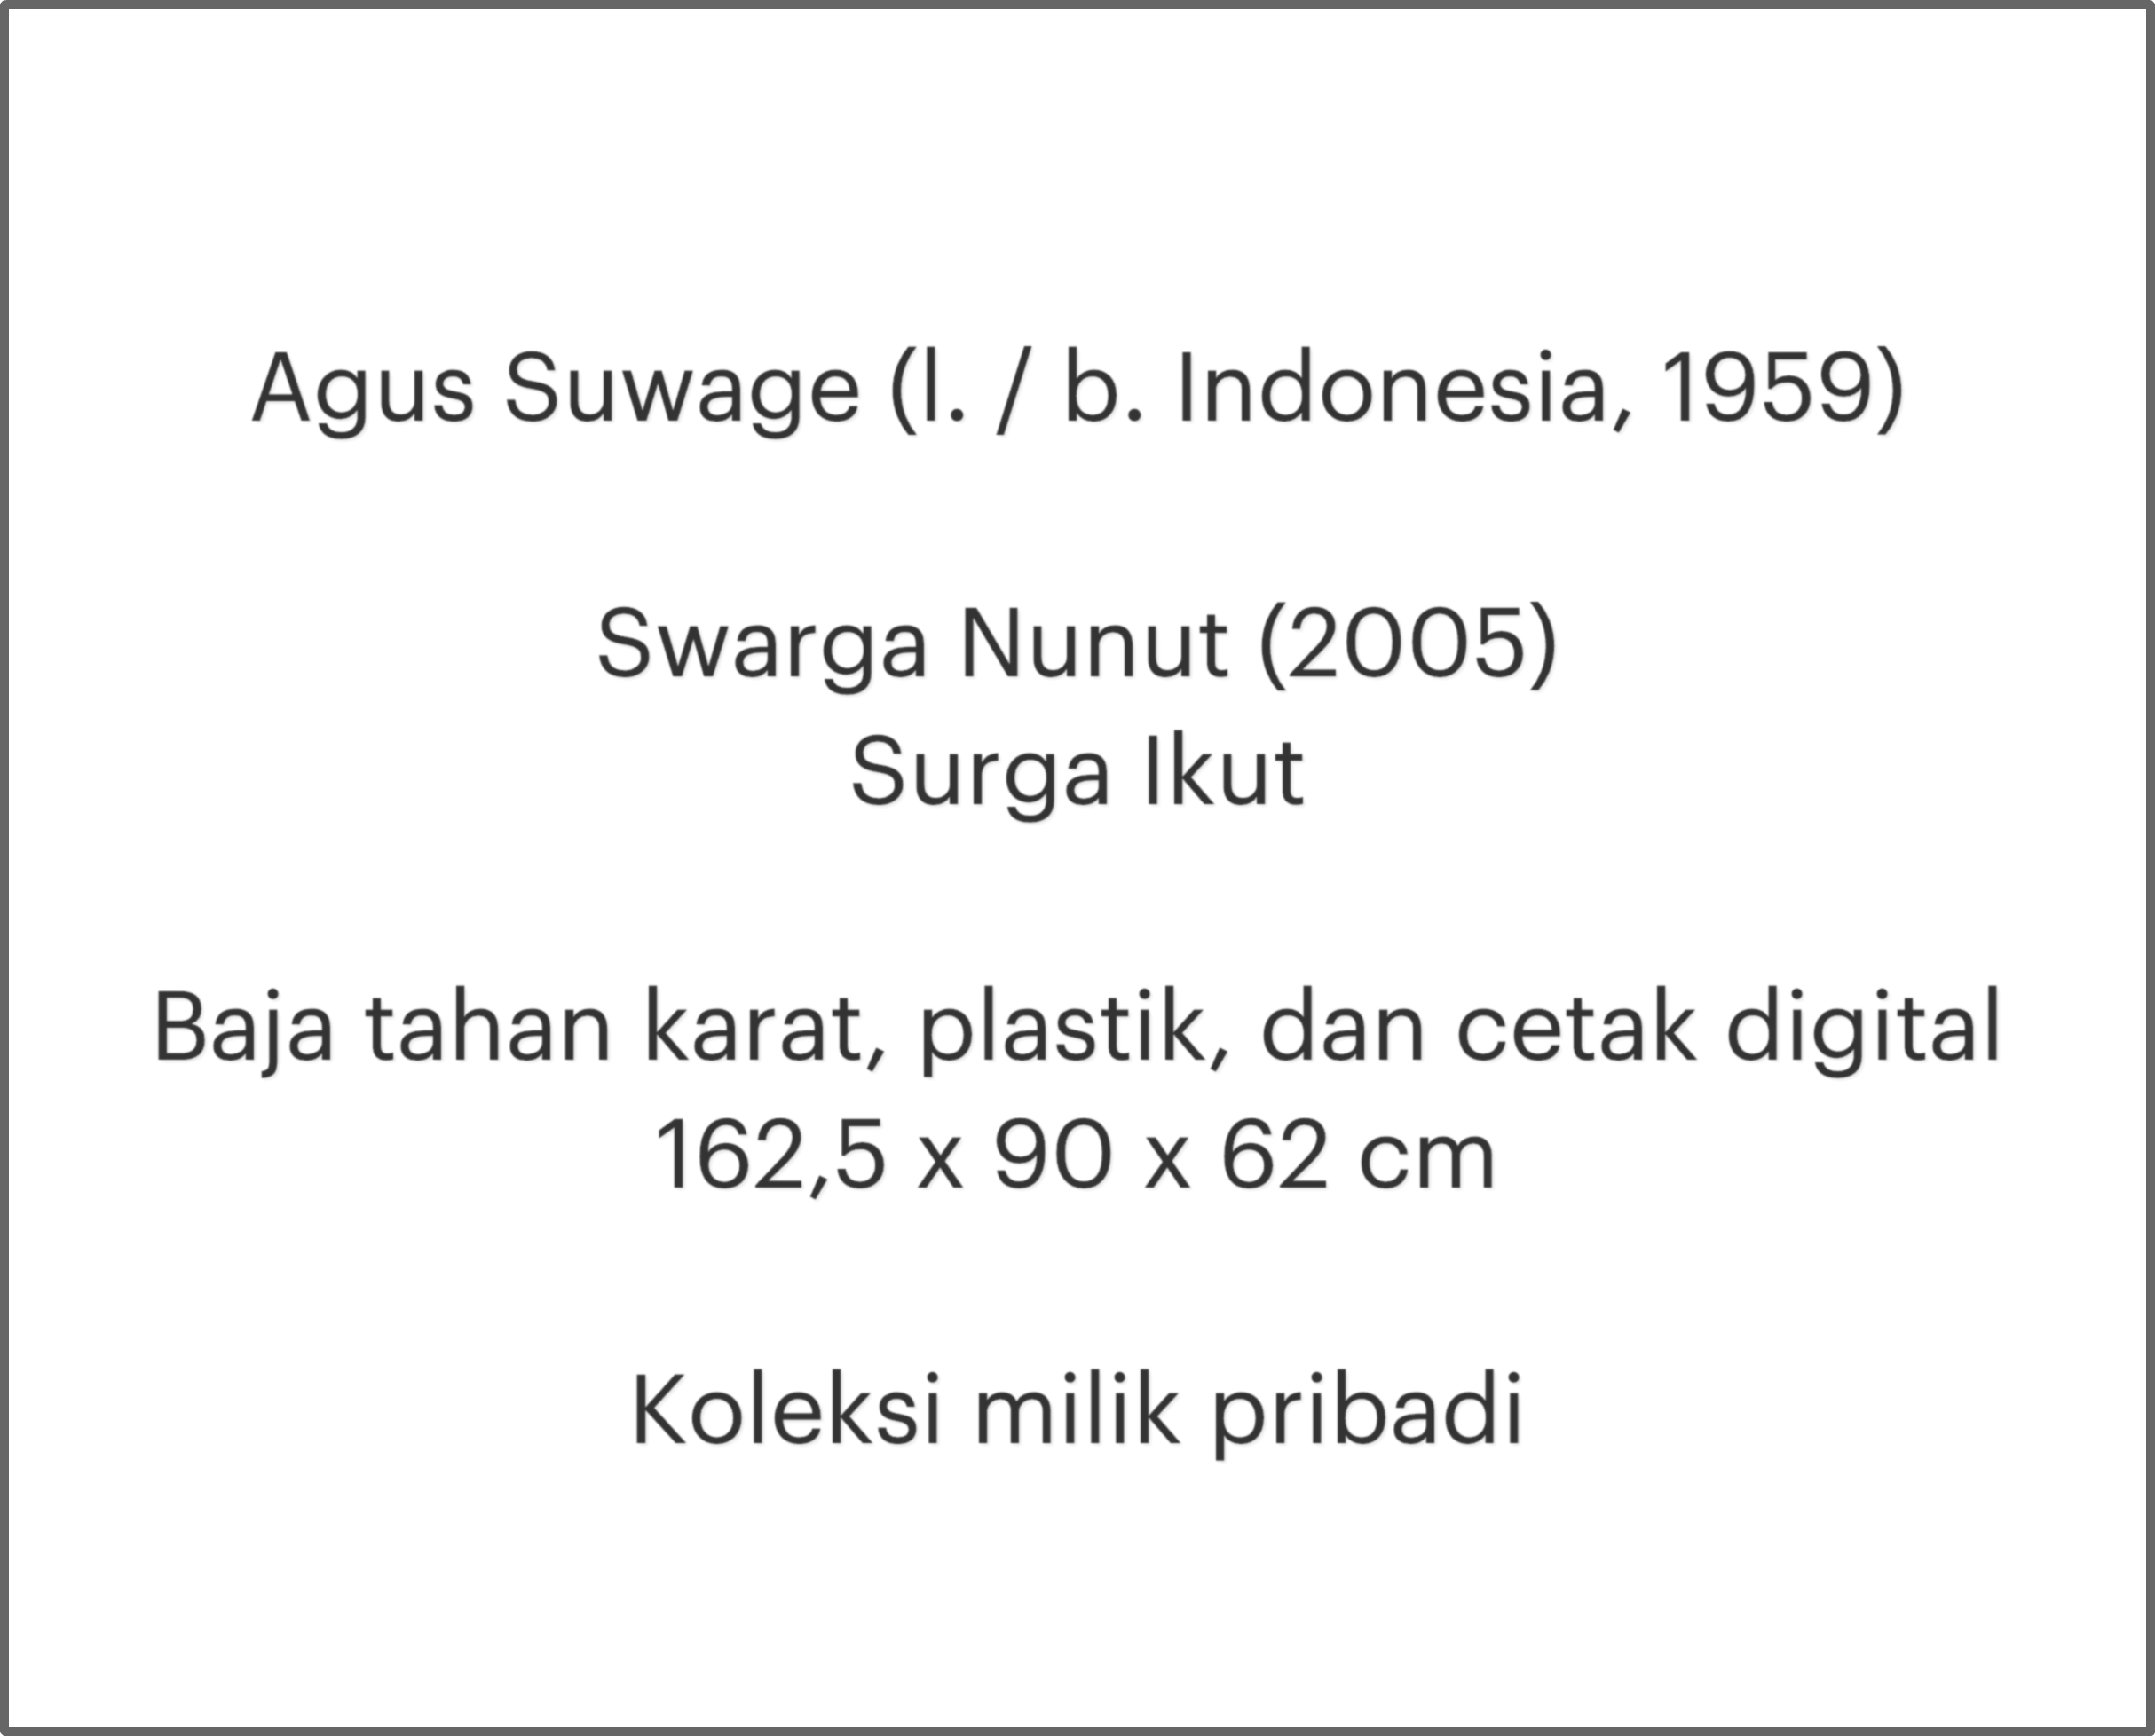 Agus Suwage (l. / b. Indonesia, 1959)
Swarga Nunut (2005)
Surga Ikut
Baja tahan karat, plastik, dan cetak digital
162,5 x 90 x 62 cm
Koleksi milik pribadi